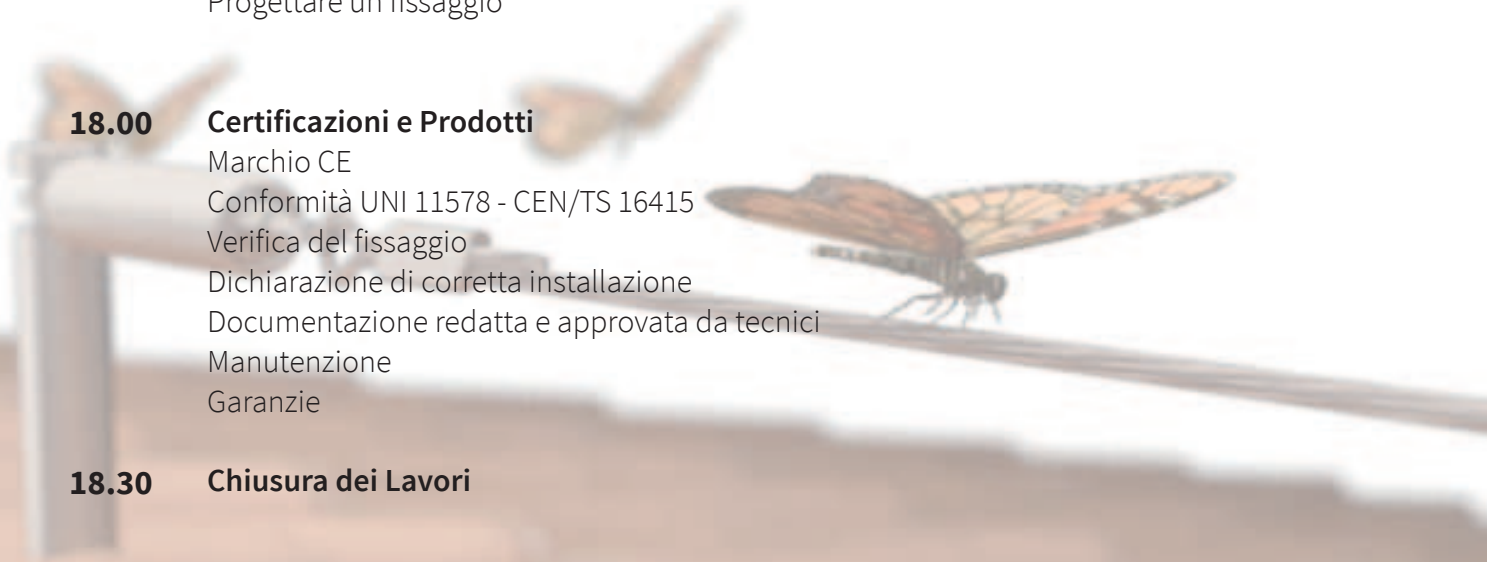 Progettare un fissaggio
18.00 Certificazioni e Prodotti
Marchio CE
Conformità UNI 11578 - CEN/TS 16415
Verifica del fissaggio
Dichiarazione di corretta installazione
Documentazione redatta e approvata da tecnici
Manutenzione
Garanzie
18.30 Chiusura dei Lavori